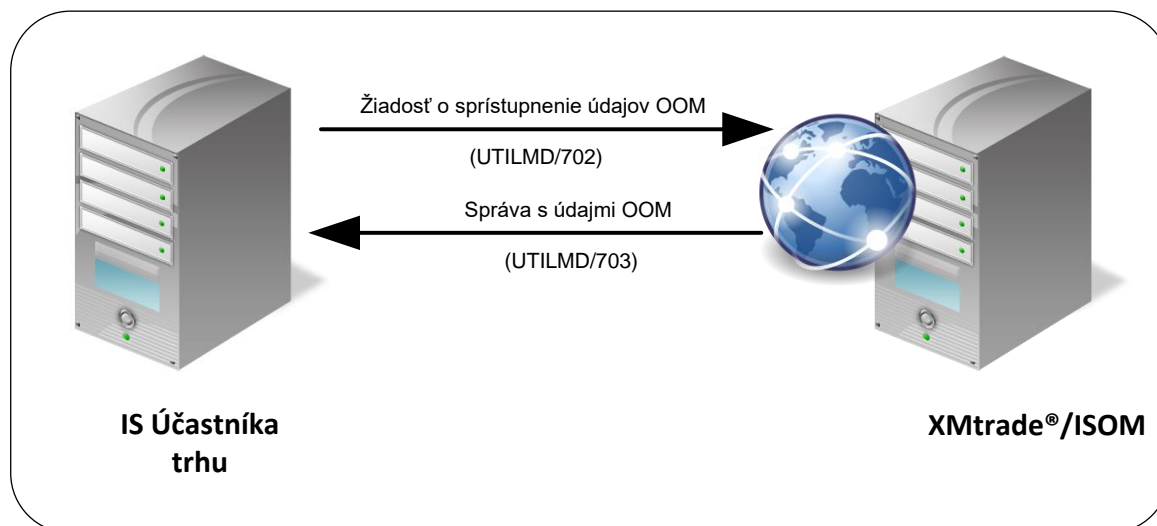 Žiadosť o sprístupnenie údajov OOM
(UTILMD/702)
Správa s údajmi OOM
(UTILMD/703)
IS Účastníka
trhu
XMtrade®/ISOM